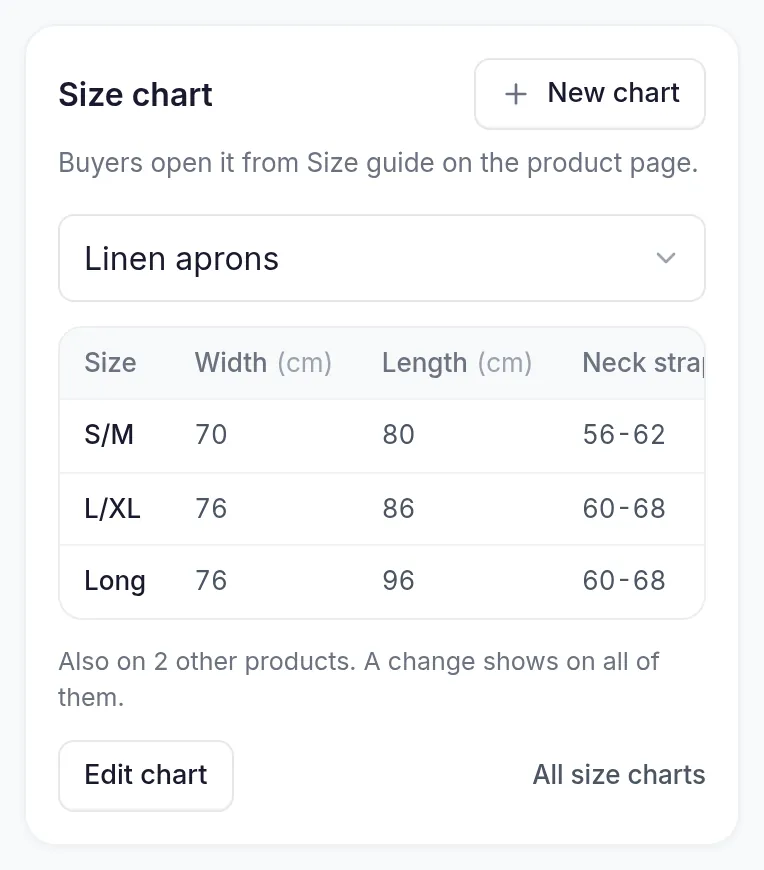 Size chart
New chart
Buyers open it from Size guide on the product page.
Linen aprons
Size Width (cm) Length (cm) Neck
S/M 70 80 56-62
L/XL 76 86 60-68
Long 76 96 60-68
Also on 2 other products. A change shows on all of
them.
Edit chart
All size charts